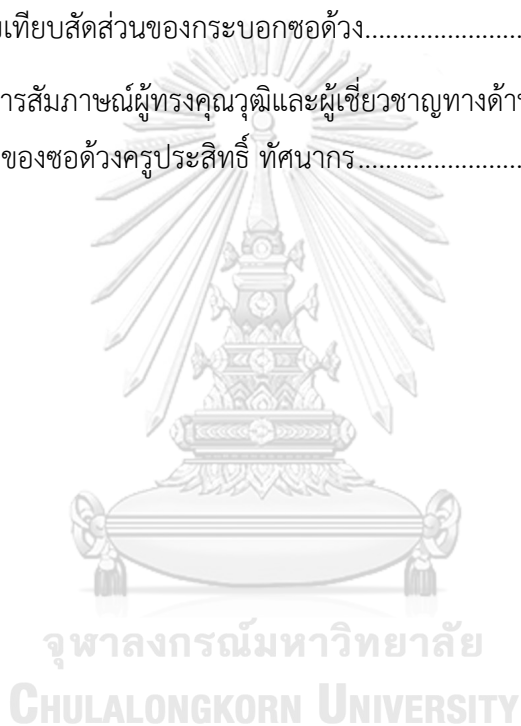 เทียบสัดส่วนของกระบอกซอด้วง......................
ารสัมภาษณ์ผู้ทรงคุณวุฒิและผู้เชี่ยวชาญทางด้า
ของซอด้วงครูประสิทธิ์ ทัศนากร......................
จุฬาลงกรณ์มหาวิทยาลัย
CHULALONGKORN UNIVERSITY